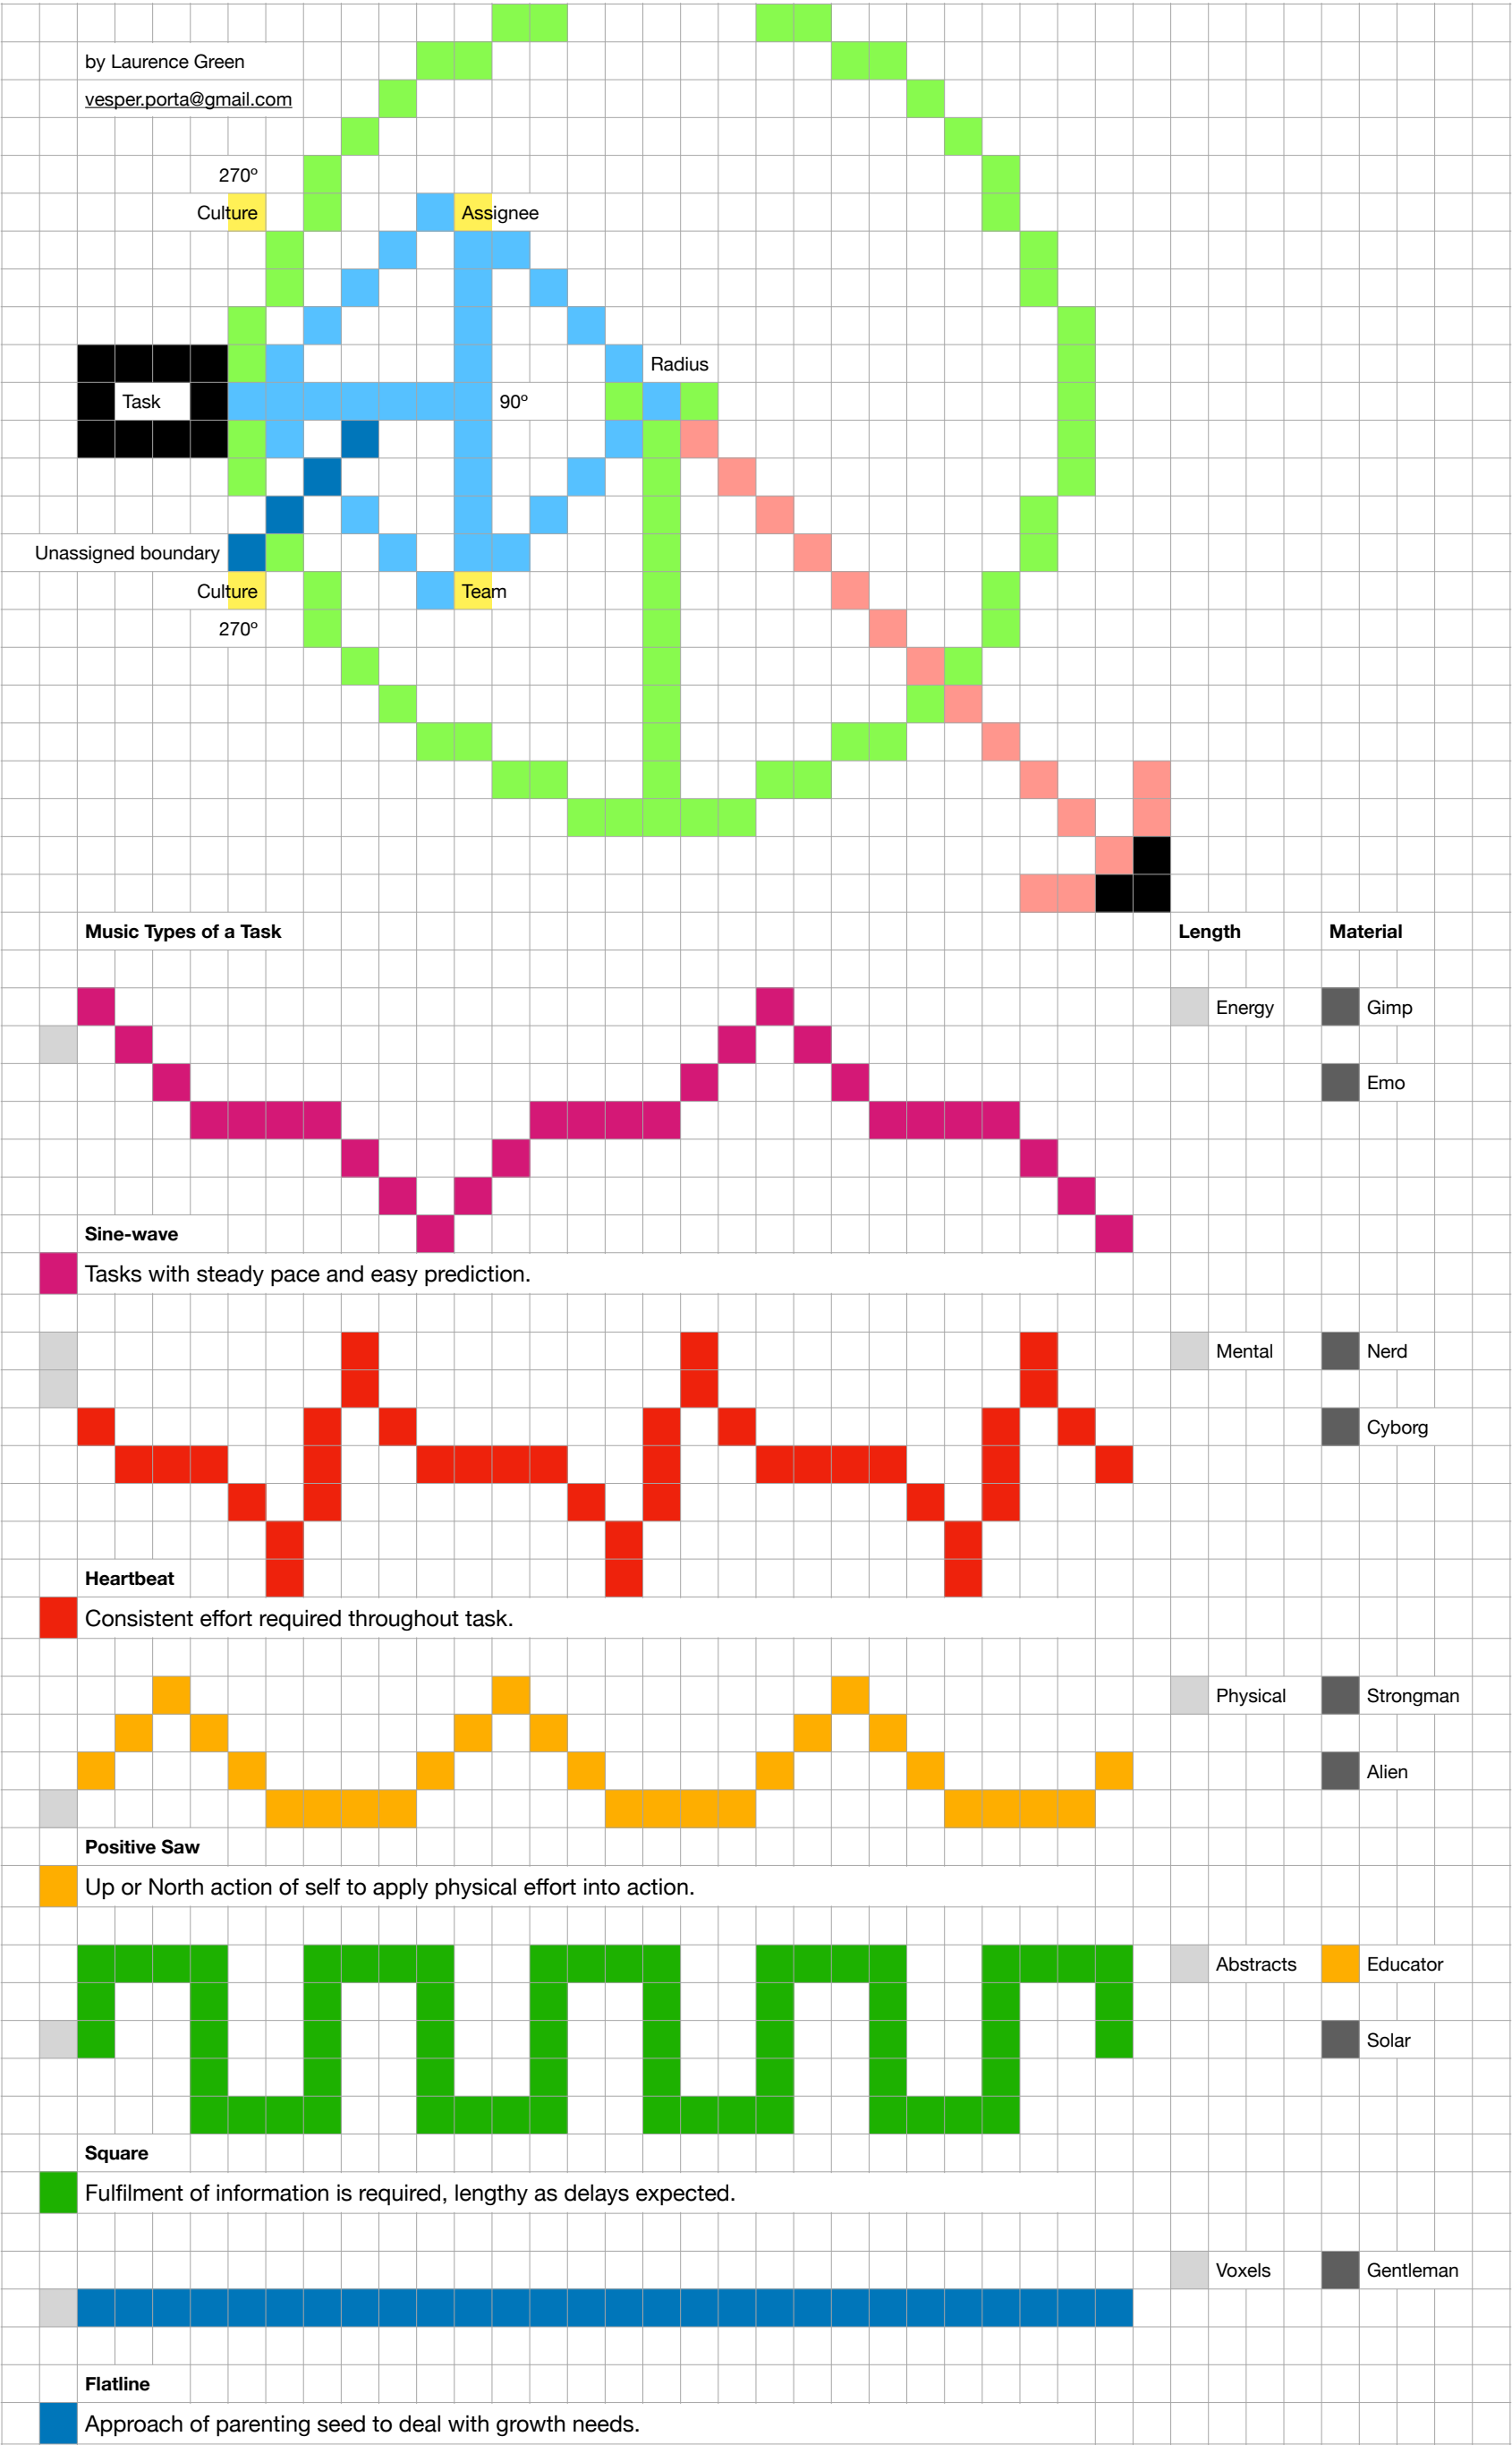 by Laurence Green
vesper.porta@gmail.com
270º
Culture
Assignee
Radius
Task
90º
Unassigned boundary
Culture
Team
270º
Music Types of a Task
Length
Material
Energy
Gimp
Emo
Sine-wave
Tasks with steady pace and easy prediction.
Mental
Nerd
Cyborg
Heartbeat
Consistent effort required throughout task.
Physical
Strongman
Alien
Positive Saw
Up or North action of self to apply physical effort into action.
Abstracts
Educator
Solar
Square
Fulfilment of information is required, lengthy as delays expected.
Voxels
Gentleman
Flatline
Approach of parenting seed to deal with growth needs.